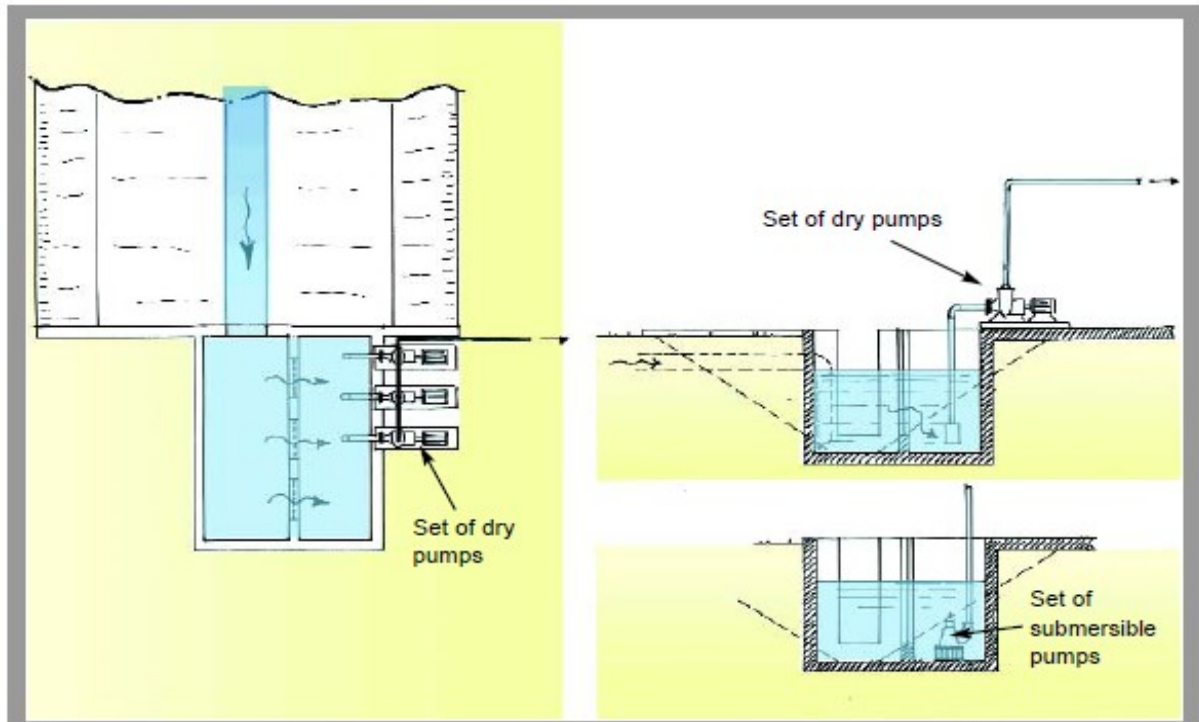 Set of dry pumps
Set of dry
pumps
Set of
submersible
pumps